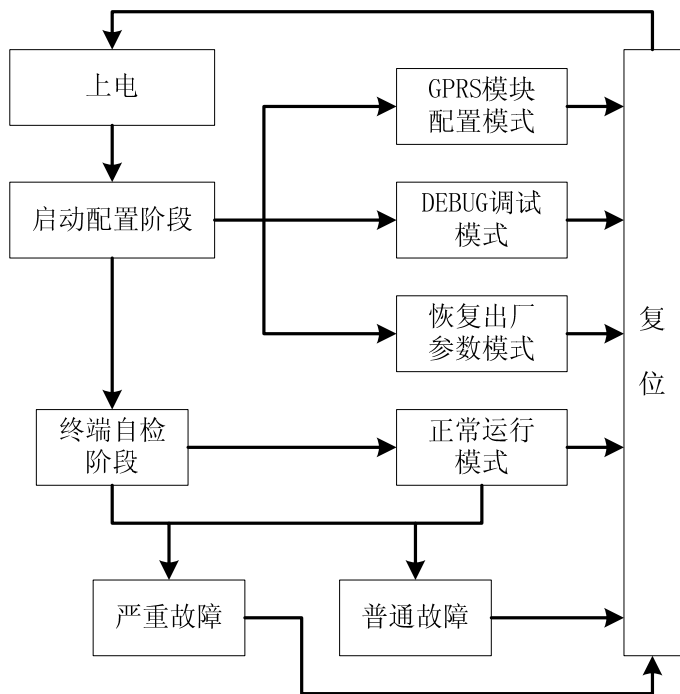 上电
GPRS模块
配置模式
启动配置阶段
DEBUG调试
模式
恢复出厂
参数模式
复
位
终端自检
阶段
正常运行
模式
严重故障
普通故障